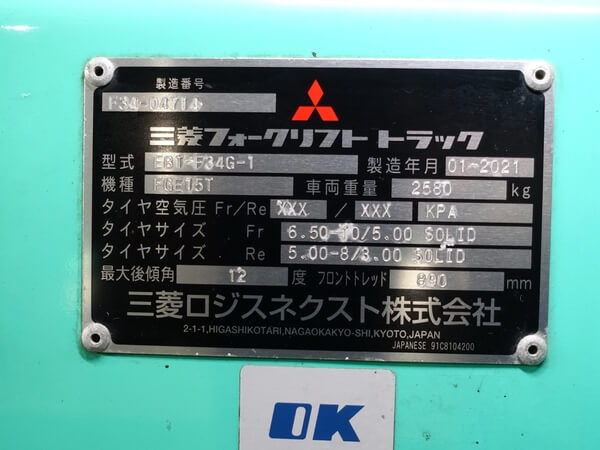 製造番号
F34-04714
三菱フォークリフトトラック
型式 EBT-F34G-1 製造年月 01-2021
機種 FGE15T 車両重量 2580 kg
タイヤ空気圧 Fr/Re XXX / XXX KPA
タイヤサイズ Fr 6.50-10/5.00 SOLID
タイヤサイズ Re 5.00-8/3.00 SOLID
最大後傾角 12 度 フロントトレッド 890 mm
三菱ロジスネクスト株式会社
2-1-1,HIGASHIKOTARI,NAGAOKAKYO-SHI,KYOTO,JAPAN
JAPANESE 91C8104200
OK